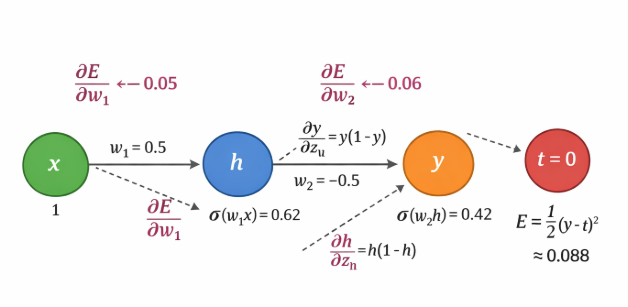 ∂E/∂w₁ ←– 0.05
∂E/∂w₂ ←– 0.06
x
w₁ = 0.5
h
∂y/∂zᵤ = y(1 - y)
w₂ = –0.5
y
t = 0
1
∂E/∂w₁
σ(w₁x) = 0.62
∂h/∂zₕ = h(1 - h)
σ(w₂h) = 0.42
E = 1/2 (y - t)²
≈ 0.088